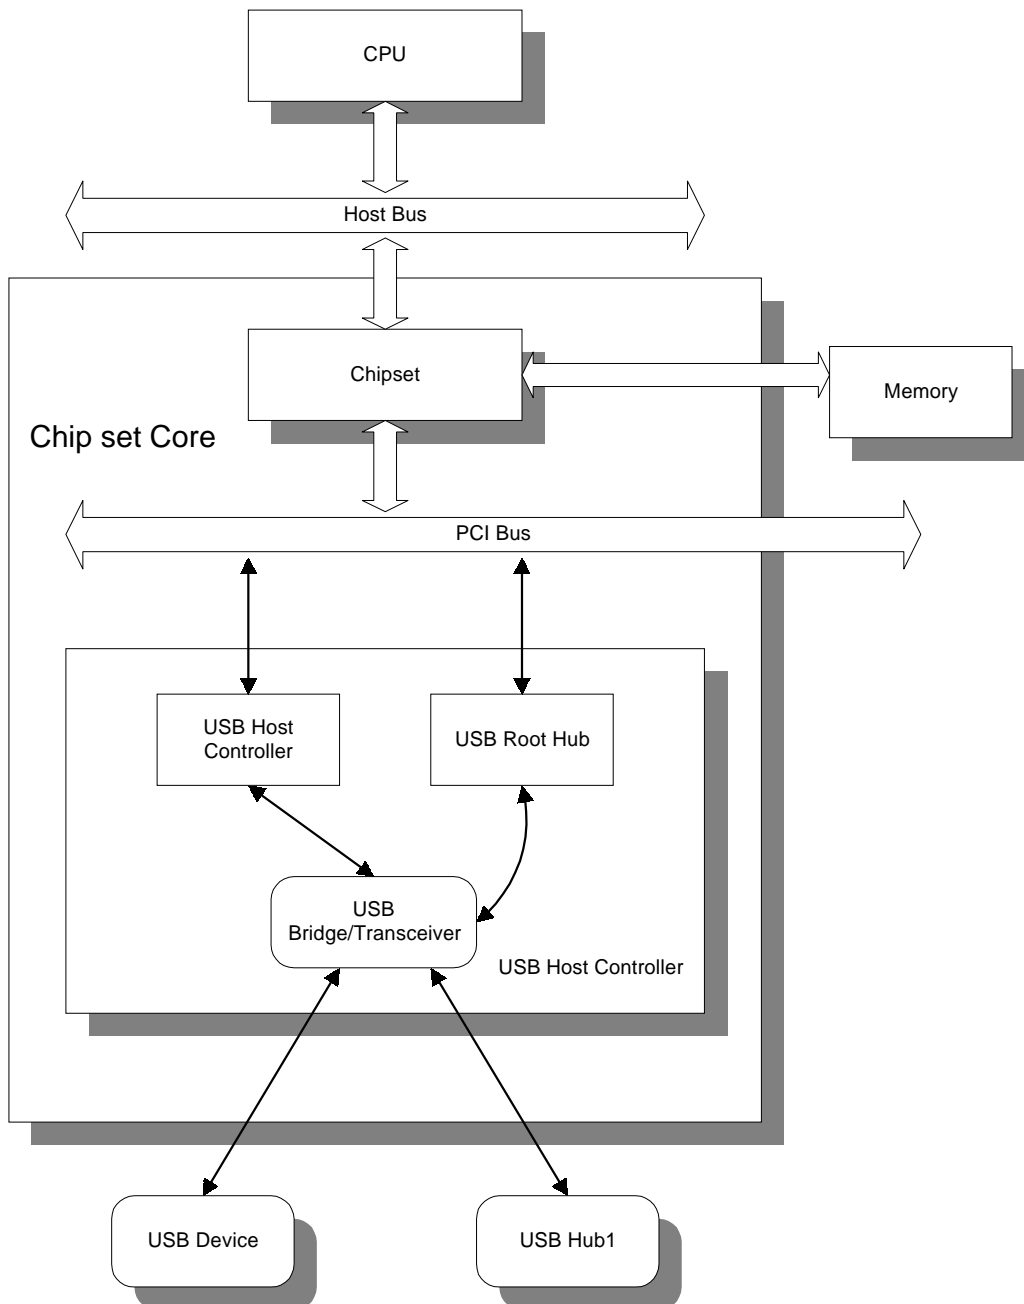 CPU
Host Bus
Chipset
Memory
Chip set Core
PCI Bus
USB Host
Controller
USB Root Hub
USB
Bridge/Transceiver
USB Host Controller
USB Device
USB Hub1